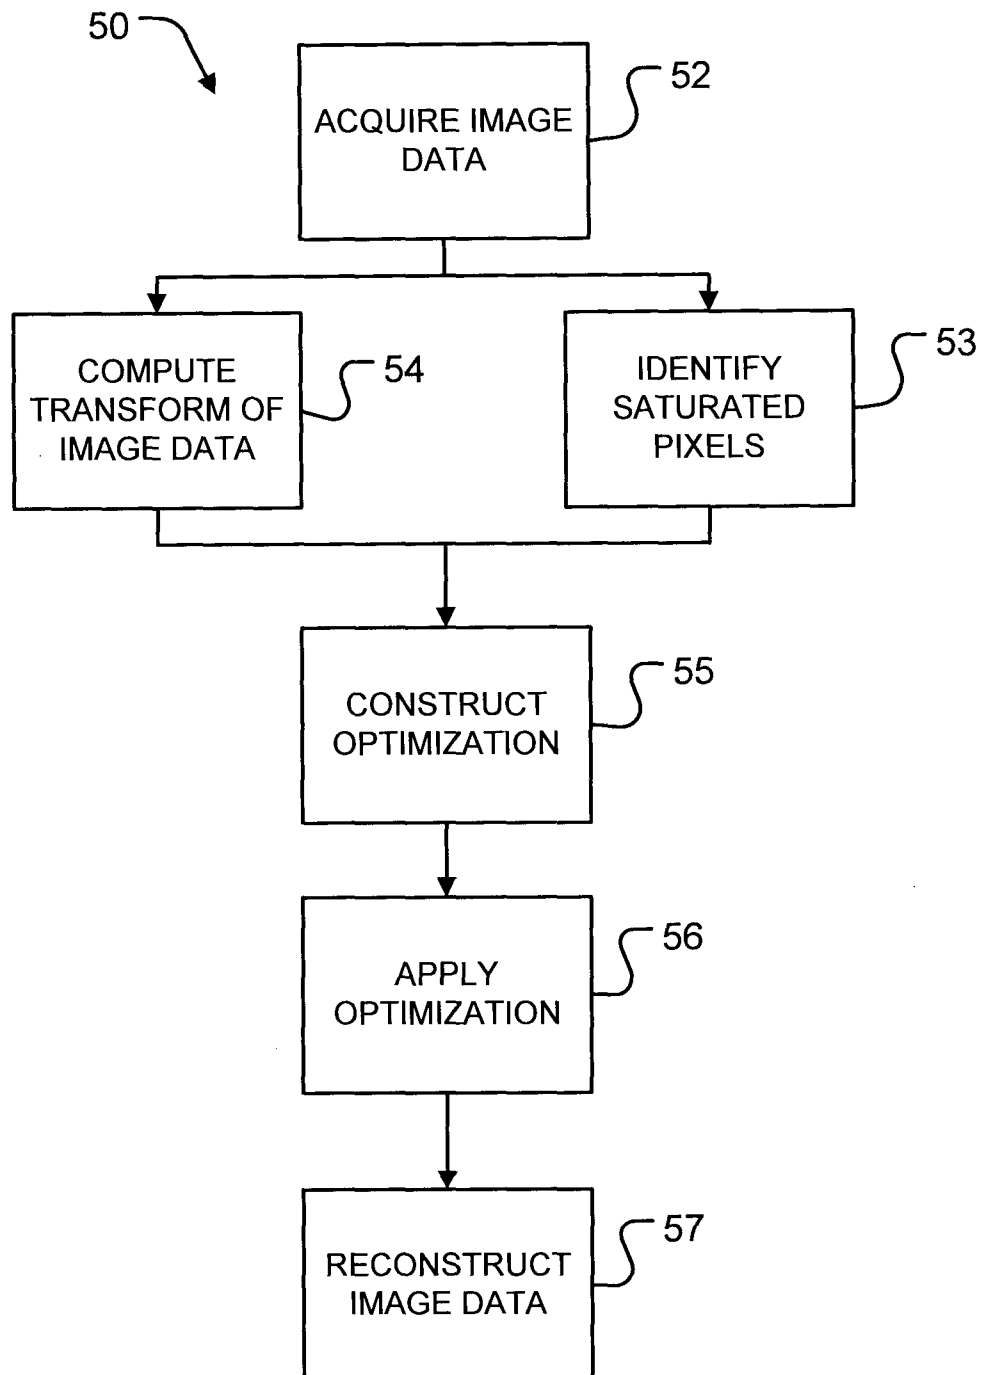 50
52
ACQUIRE IMAGE
DATA
COMPUTE
TRANSFORM OF
IMAGE DATA
54
IDENTIFY
SATURATED
PIXELS
53
CONSTRUCT
OPTIMIZATION
55
APPLY
OPTIMIZATION
56
RECONSTRUCT
IMAGE DATA
57